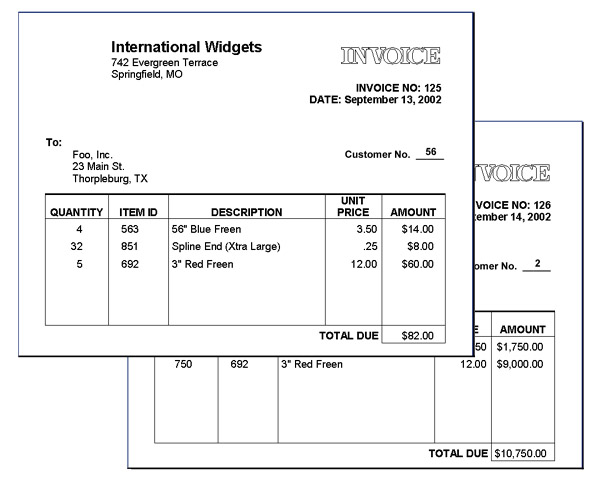 International Widgets
742 Evergreen Terrace
Springfield, MO
INVOICE
INVOICE NO: 125
DATE: September 13, 2002
To:
Foo, Inc.
23 Main St.
Thorpleburg, TX
Customer No. 56
QUANTITY ITEM ID DESCRIPTION UNIT PRICE AMOUNT
4 563 56" Blue Freen 3.50 $14.00
32 851 Spline End (Xtra Large) .25 $8.00
5 692 3" Red Freen 12.00 $60.00
TOTAL DUE $82.00
VOICE
VOICE NO: 126
tember 14, 2002
omer No. 2
E AMOUNT
50 $1,750.00
750 692 3" Red Freen 12.00 $9,000.00
TOTAL DUE $10,750.00